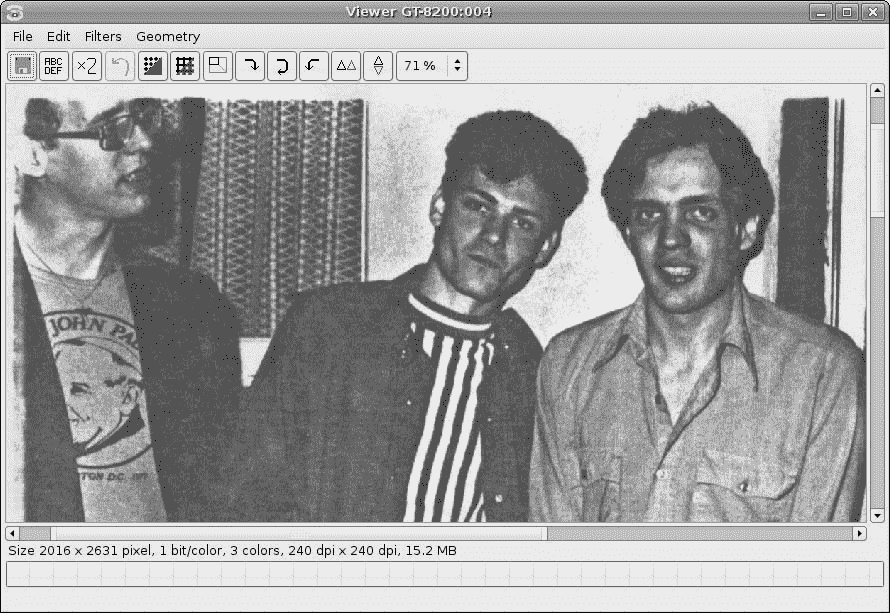 Viewer GT-8200:004
File Edit Filters Geometry
ABC
DEF
×2
71 %
JOHN PA
TON D.C.
Size 2016 x 2631 pixel, 1 bit/color, 3 colors, 240 dpi x 240 dpi, 15.2 MB